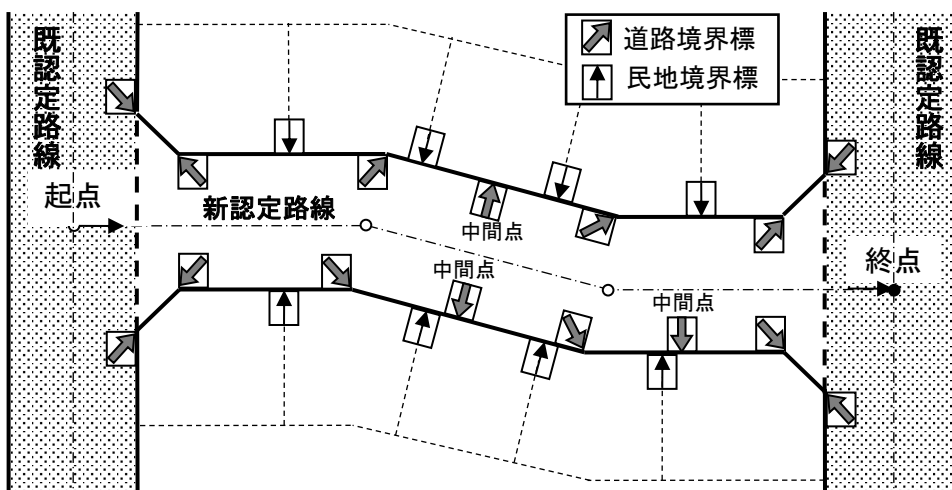 既認定路線
道路境界標
民地境界標
既認定路線
起点
新認定路線
中間点
終点
中間点
中間点